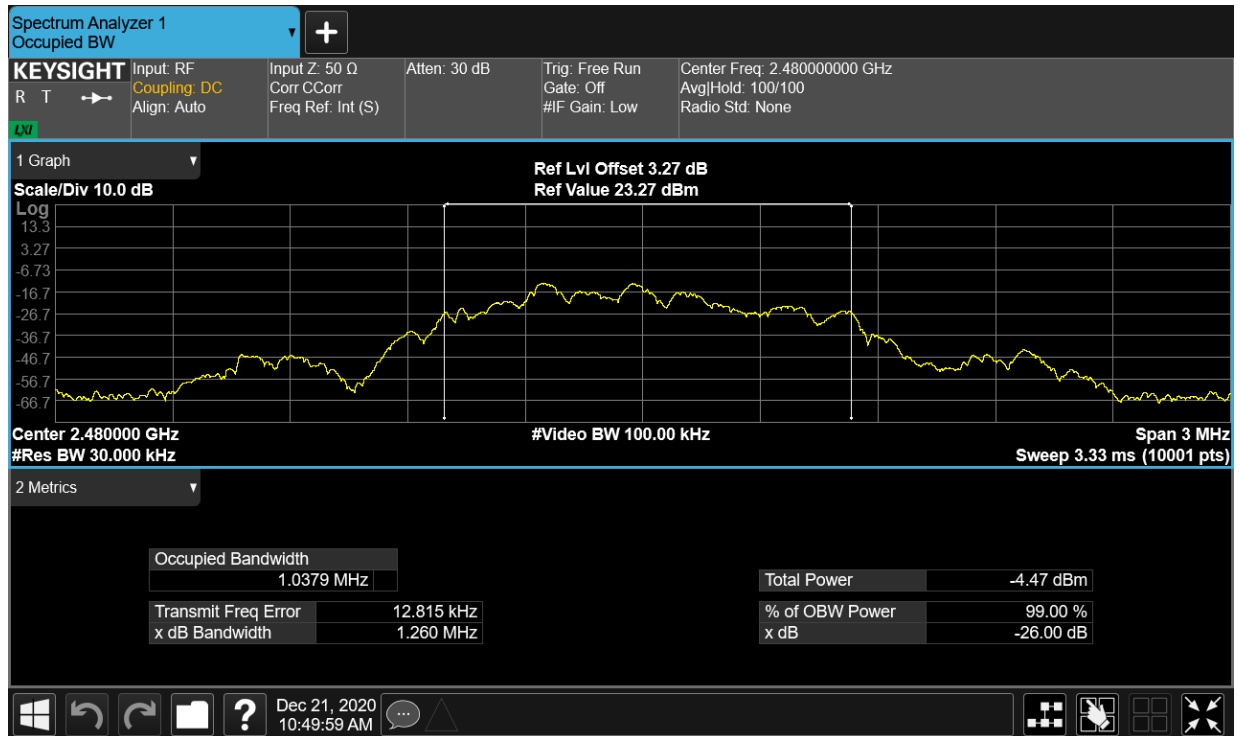 Spectrum Analyzer 1
Occupied BW
+
KEYSIGHT Input: RF Input Z: 50 Ω Atten: 30 dB Trig: Free Run Center Freq: 2.480000000 GHz
R T Coupling: DC Corr CCorr Gate: Off Avg|Hold: 100/100
Align: Auto Freq Ref: Int (S) #IF Gain: Low Radio Std: None
LXI
1 Graph
Ref Lvl Offset 3.27 dB
Scale/Div 10.0 dB Ref Value 23.27 dBm
Log
13.3
3.27
-6.73
-16.7
-26.7
-36.7
-46.7
-56.7
-66.7
Center 2.480000 GHz #Video BW 100.00 kHz Span 3 MHz
#Res BW 30.000 kHz Sweep 3.33 ms (10001 pts)
2 Metrics
Occupied Bandwidth
1.0379 MHz Total Power -4.47 dBm
Transmit Freq Error 12.815 kHz % of OBW Power 99.00 %
x dB Bandwidth 1.260 MHz x dB -26.00 dB
? Dec 21, 2020
10:49:59 AM